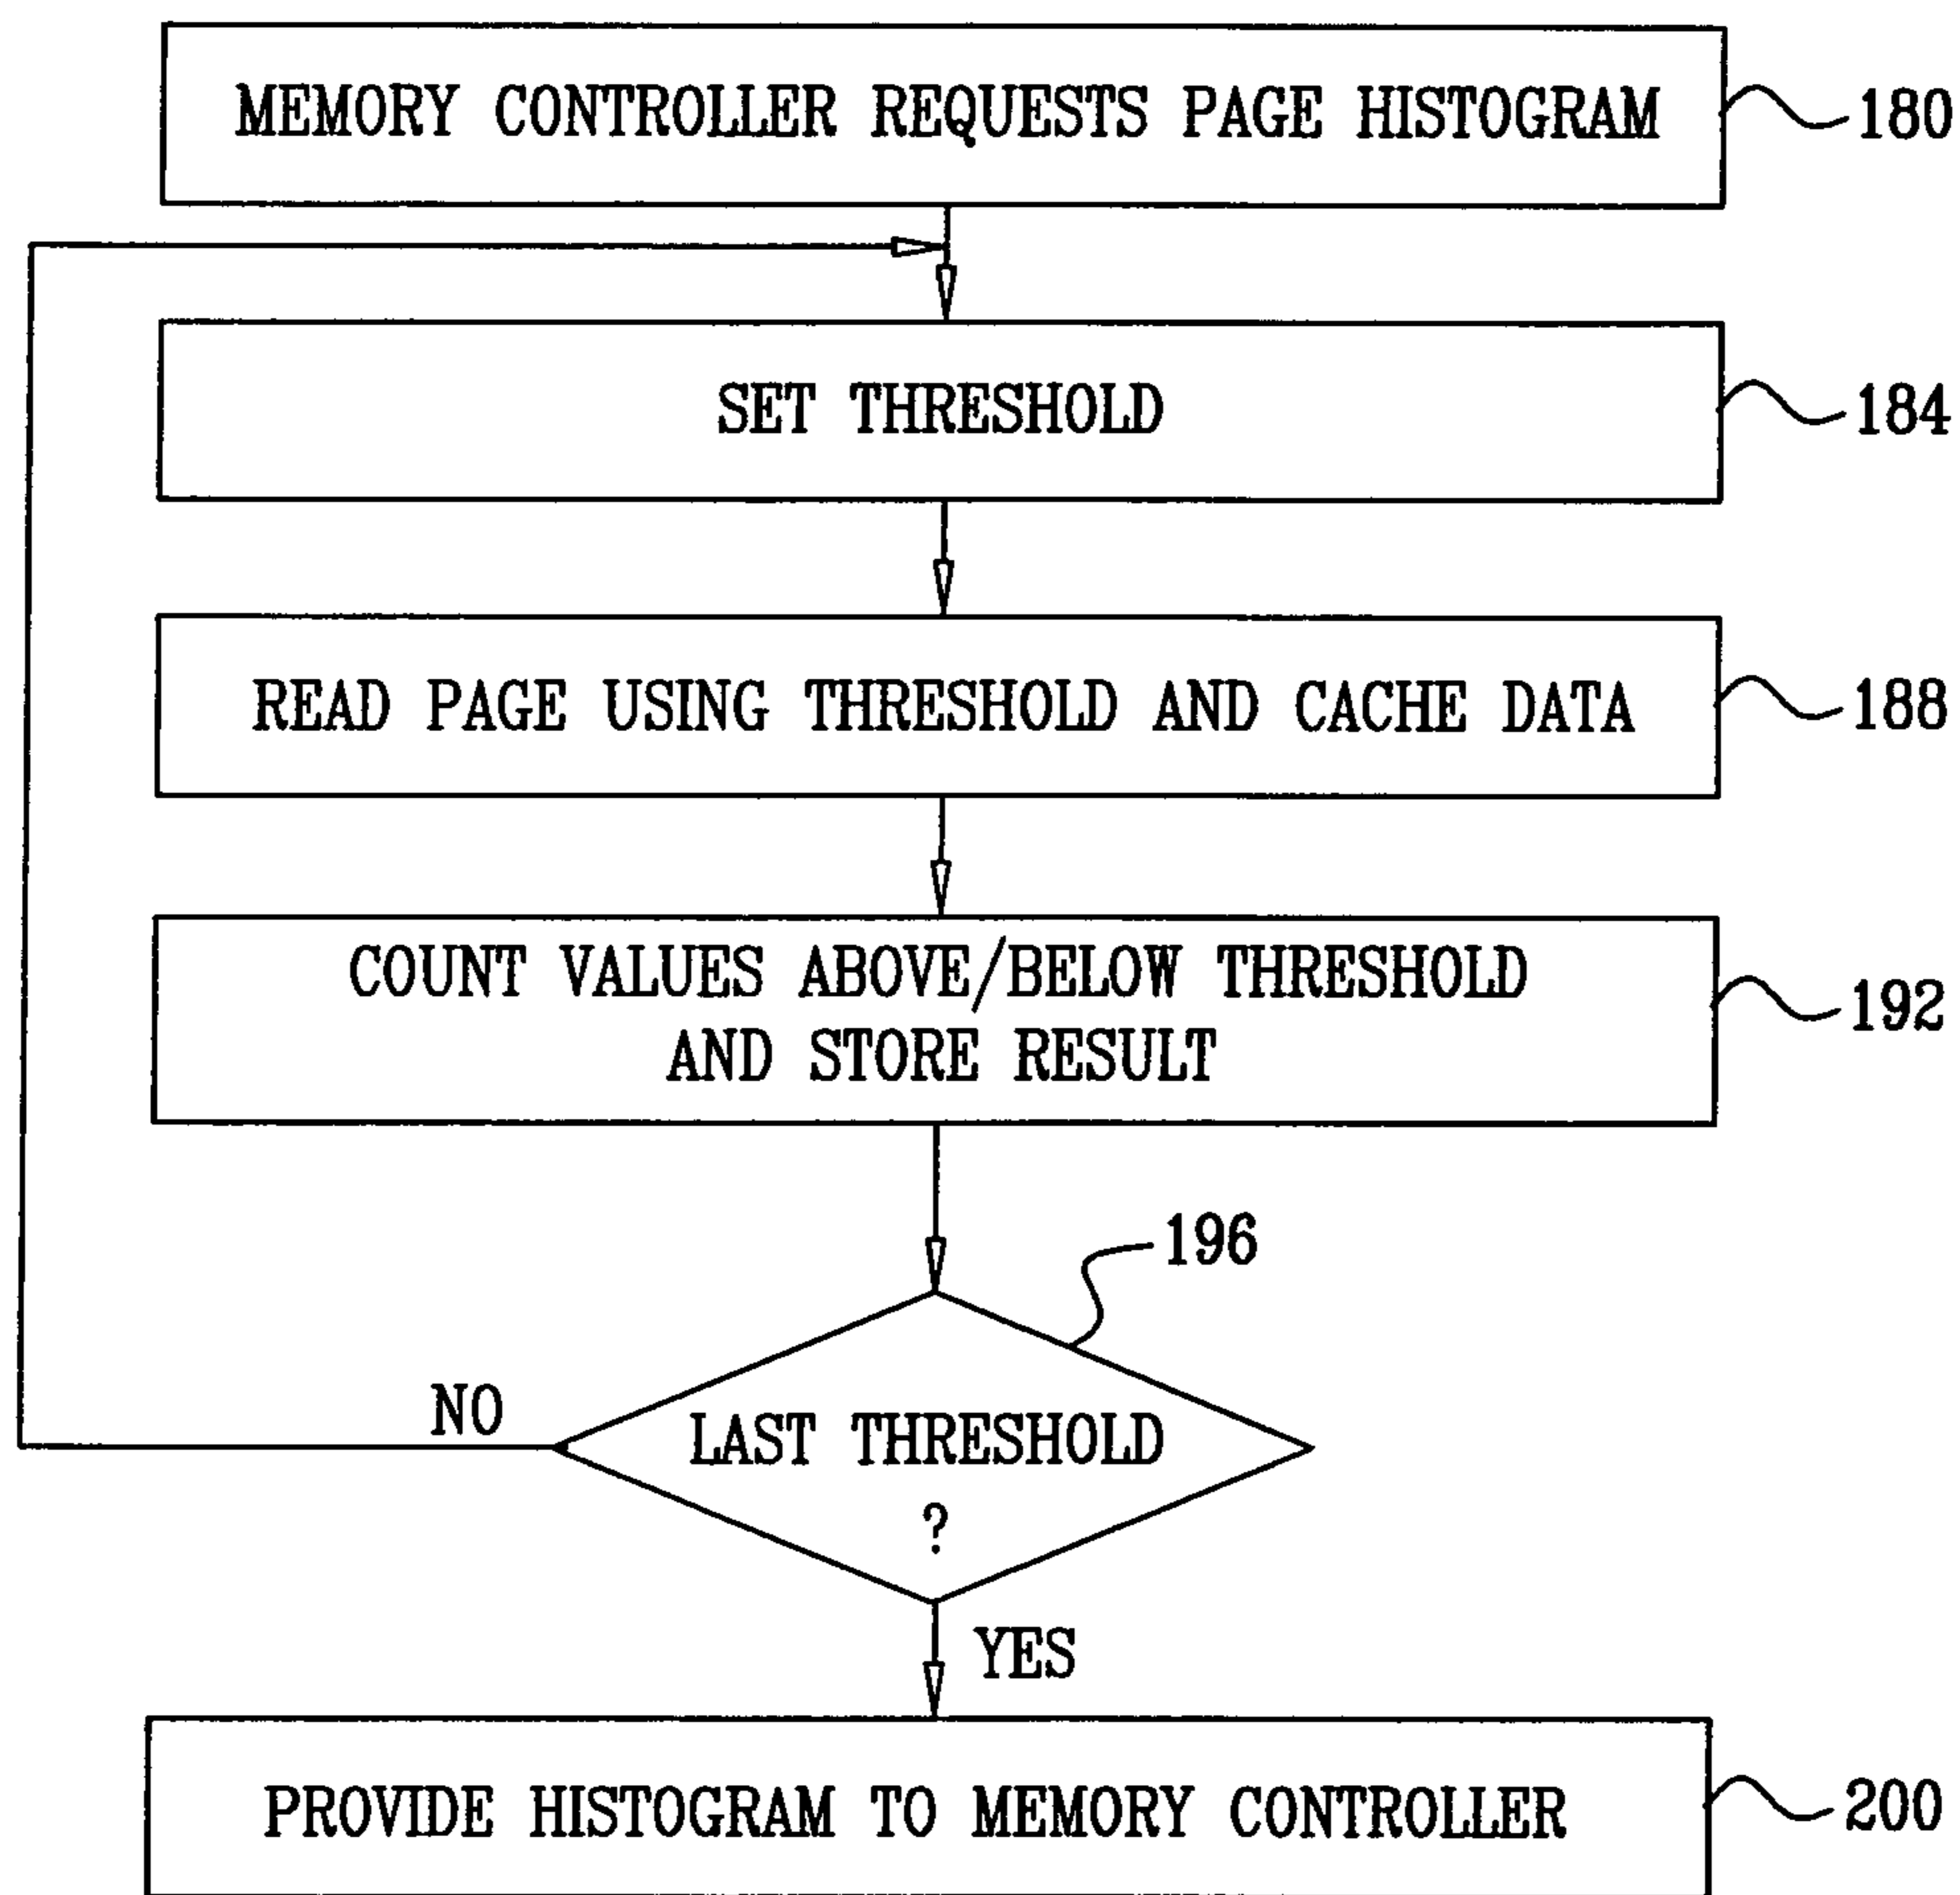 MEMORY CONTROLLER REQUESTS PAGE HISTOGRAM
180
SET THRESHOLD
184
READ PAGE USING THRESHOLD AND CACHE DATA
188
COUNT VALUES ABOVE/BELOW THRESHOLD
AND STORE RESULT
192
196
NO
LAST THRESHOLD
?
YES
PROVIDE HISTOGRAM TO MEMORY CONTROLLER
200